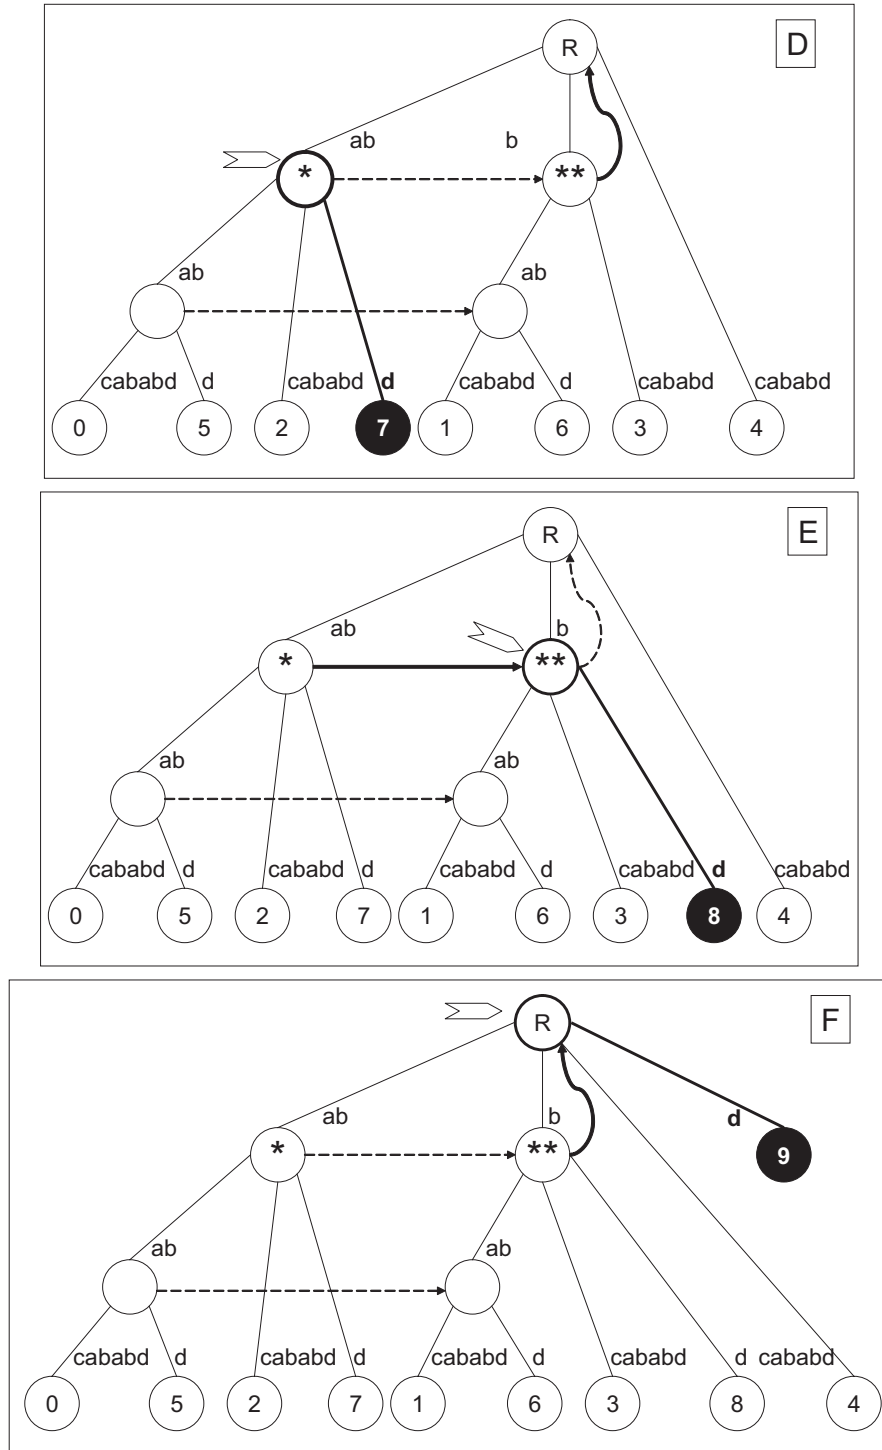 R D
ab b
* **
ab ab
cababd d cababd d cababd d cababd cababd
0 5 2 7 1 6 3 4
R E
ab b
* **
ab ab
cababd d cababd d cababd d cababd d cababd
0 5 2 7 1 6 3 8 4
R F
ab b d
* ** 9
ab ab
cababd d cababd d cababd d cababd d cababd
0 5 2 7 1 6 3 8 4